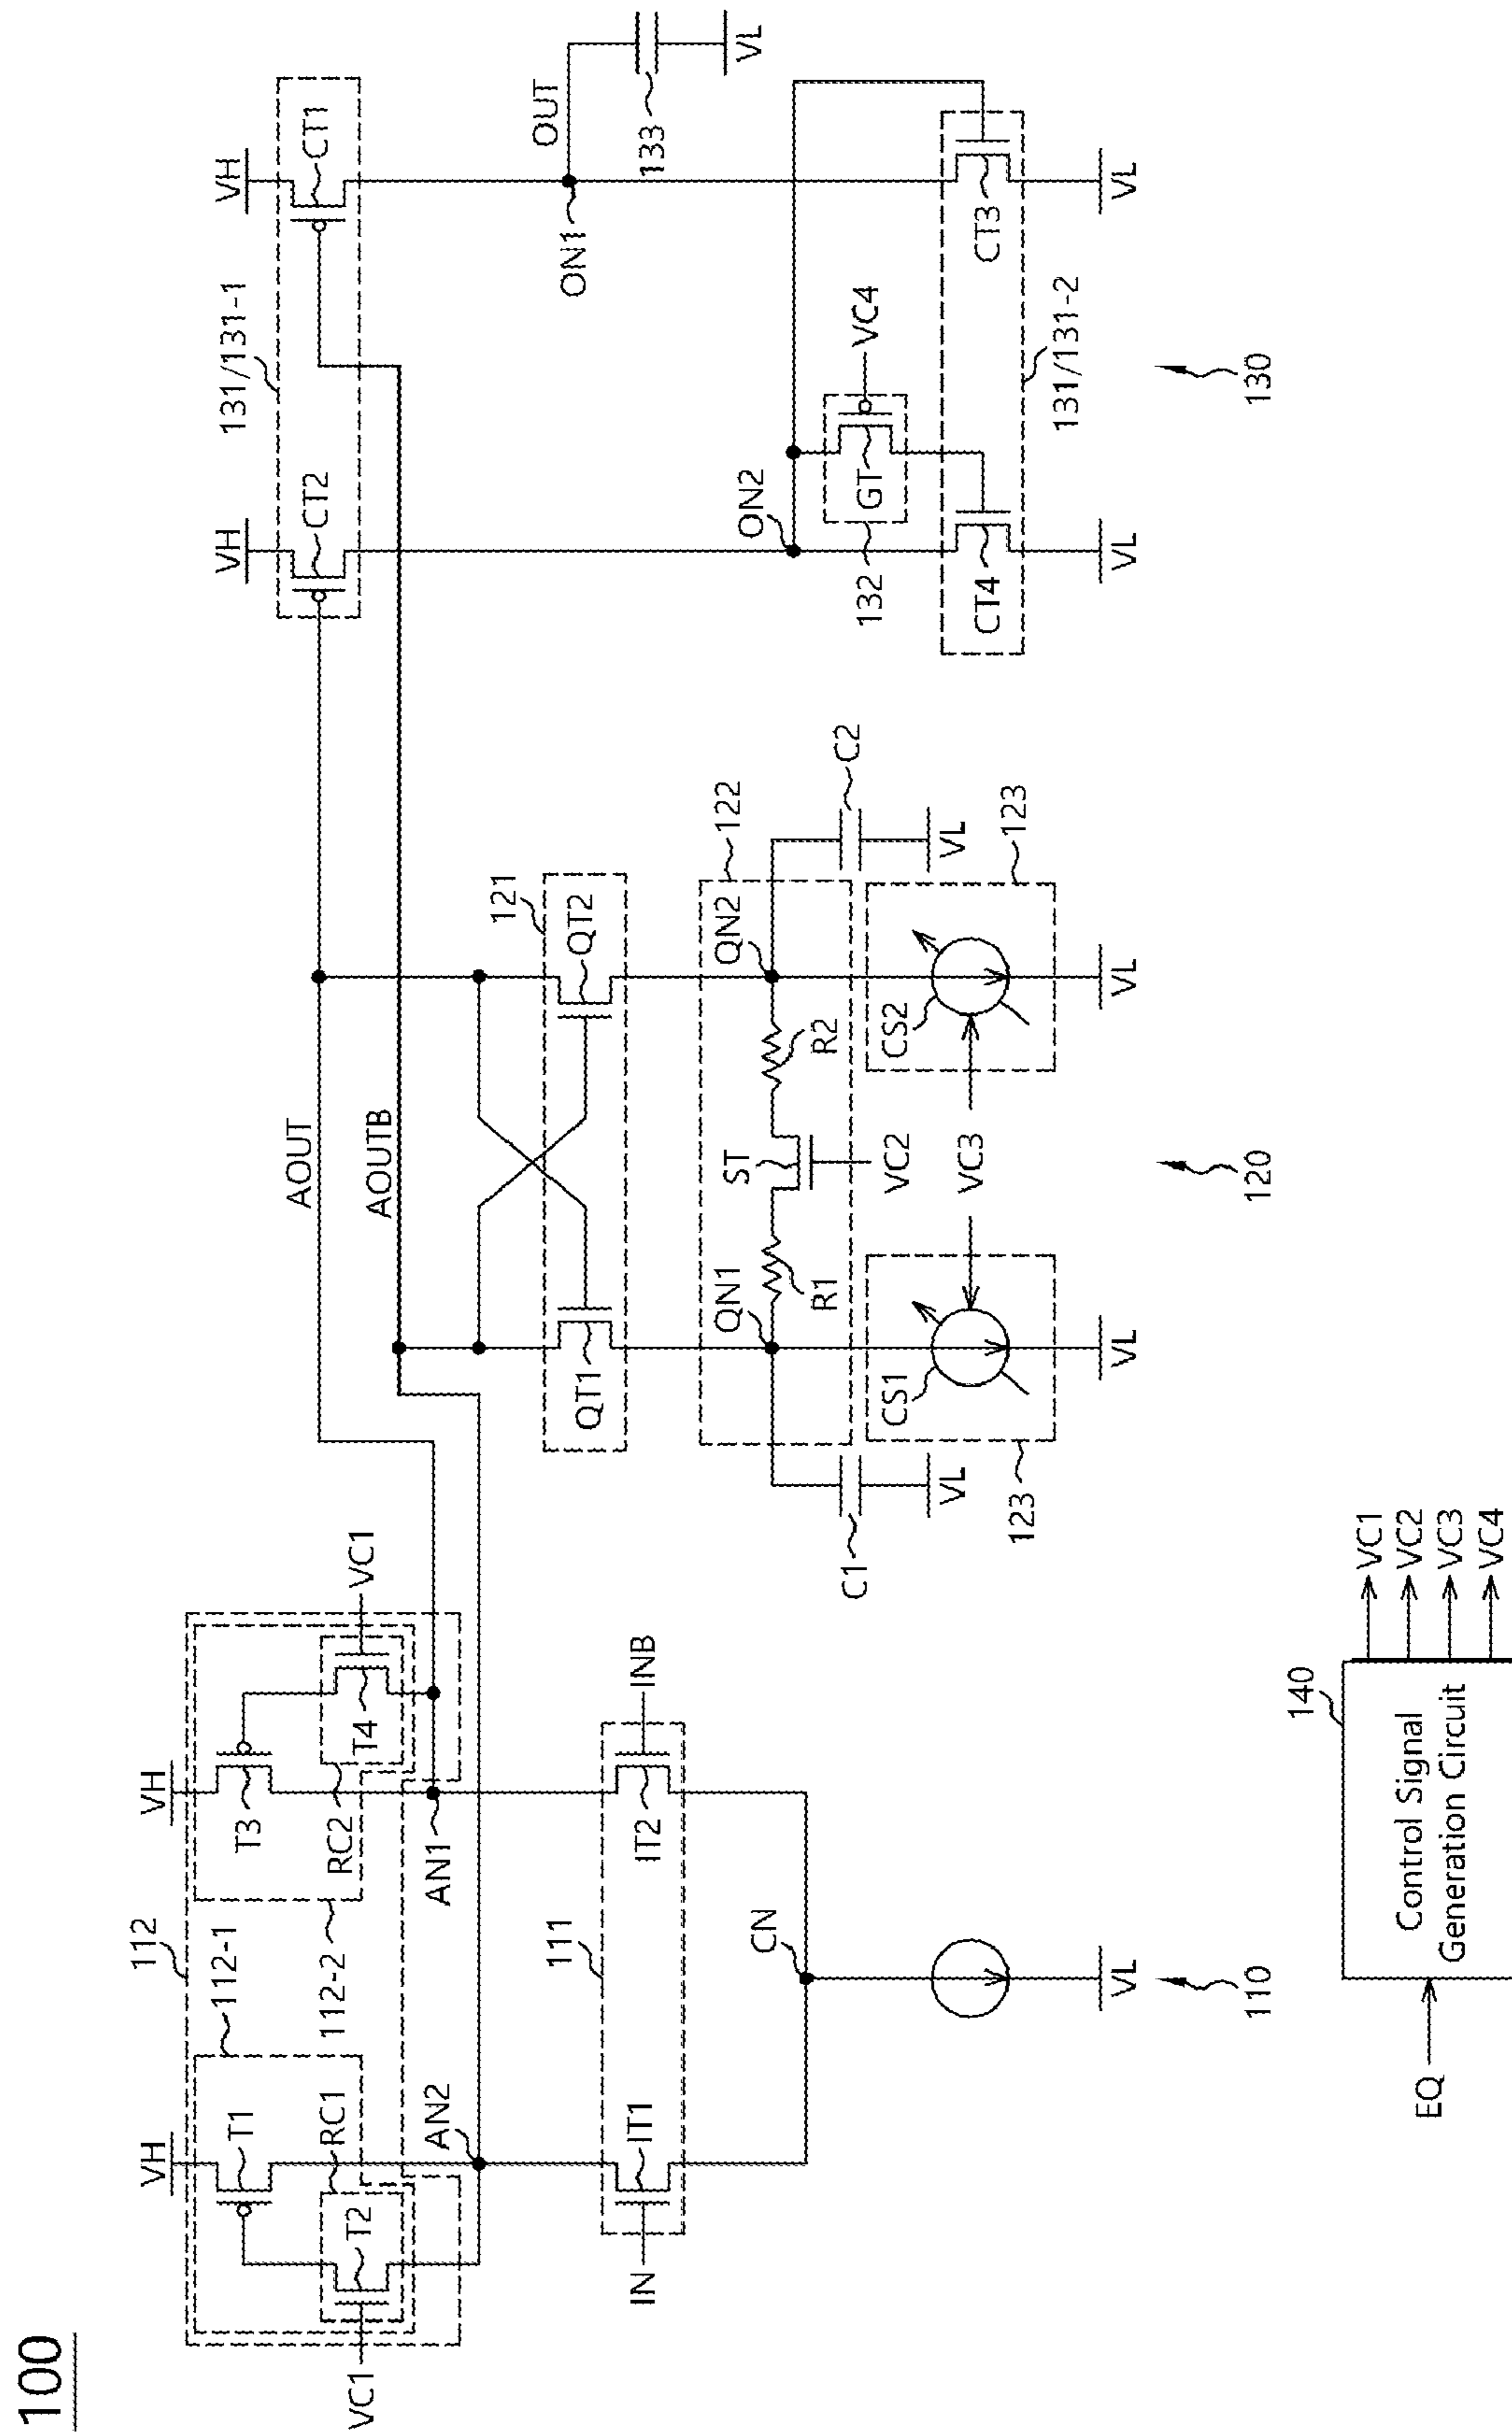 100
VH
VH
T1
T3
112
112-1
112-2
RC1
RC2
T2
T4
VC1
VC1
AN2
AN1
IN
IT1
IT2
INB
111
CN
VL
110
AOUT
AOUTB
121
QT1
QT2
122
QN1
QN2
R1
ST
R2
VC2
C1
VL
C2
VL
CS1
VC3
CS2
123
123
VL
VL
120
VH
VH
131/131-1
CT2
CT1
OUT
ON1
133
VL
ON2
132
GT
VC4
CT4
CT3
131/131-2
VL
VL
130
EQ
140
Control Signal
Generation Circuit
VC1
VC2
VC3
VC4